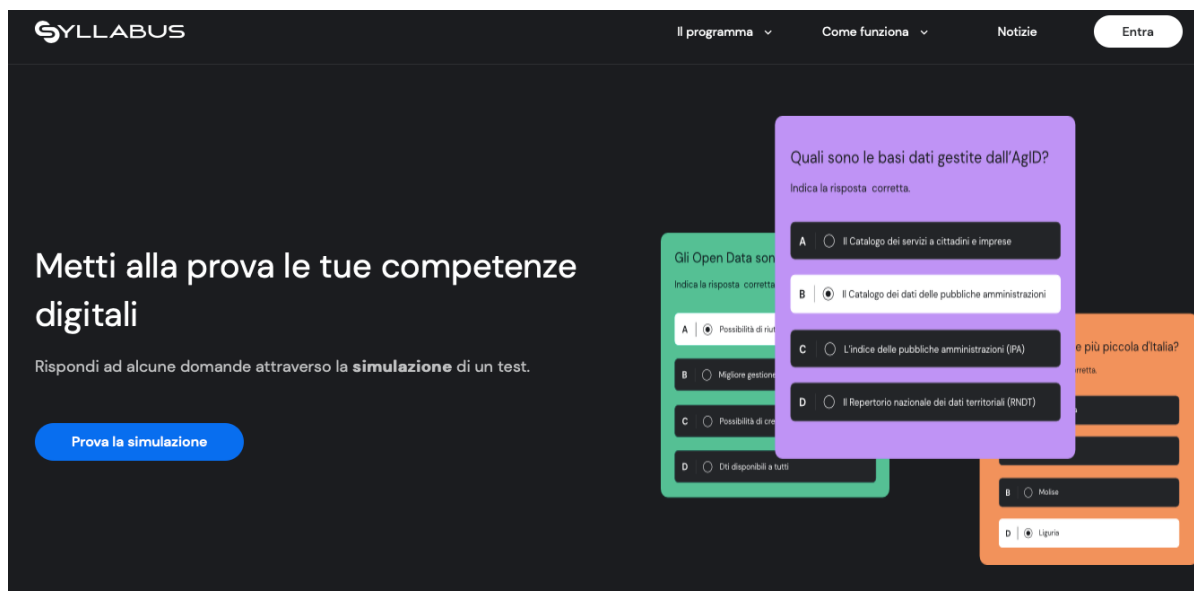 SYLLABUS
Il programma
Come funziona
Notizie
Entra
Metti alla prova le tue competenze
digitali
Rispondi ad alcune domande attraverso la simulazione di un test.
Prova la simulazione
Gli Open Data son
Indica la risposta corretta
A Possibilità di riut
B Migliore gestione
C Possibilità di cre
D Dti disponibili a tutti
Quali sono le basi dati gestite dall'AgID?
Indica la risposta corretta.
A Il Catalogo dei servizi a cittadini e imprese
B Il Catalogo dei dati delle pubbliche amministrazioni
C L'indice delle pubbliche amministrazioni (IPA)
D Il Repertorio nazionale dei dati territoriali (RNDT)
e più piccola d'Italia?
rretta.
B Molise
D Liguria